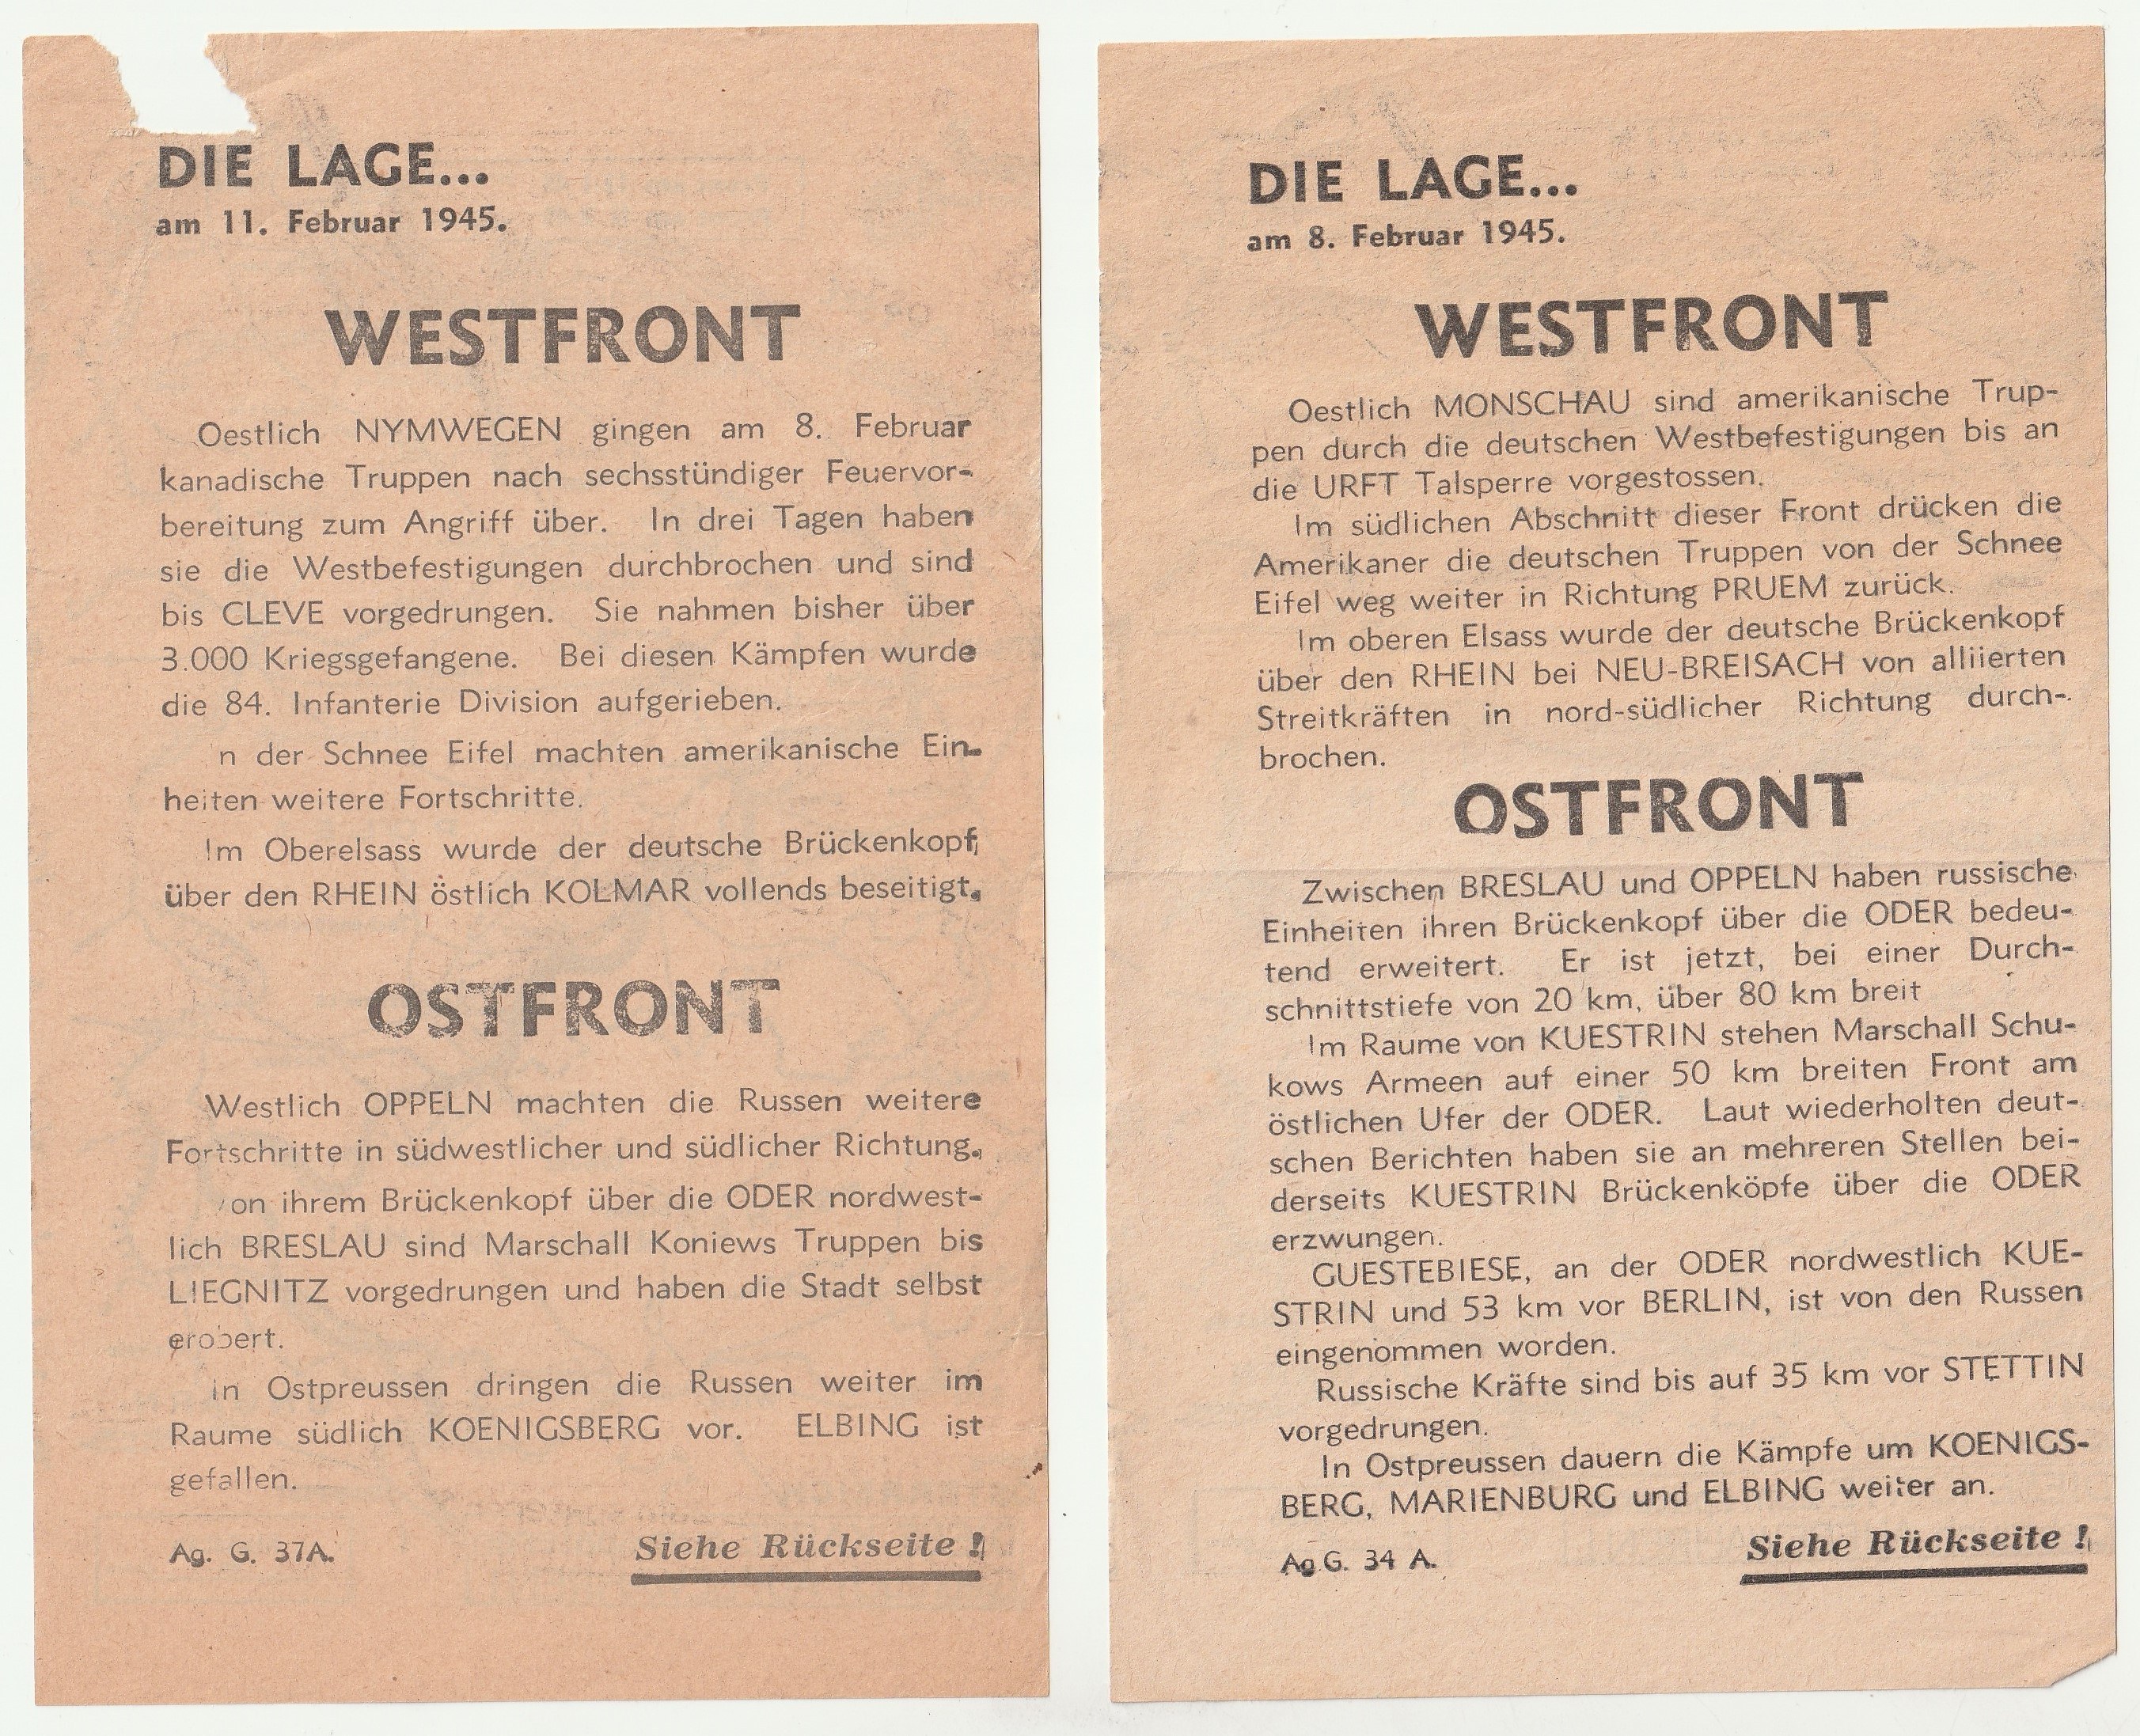 DIE LAGE...
am 11. Februar 1945.
WESTFRONT
Oestlich NYMWEGEN gingen am 8. Februar
kanadische Truppen nach sechsstündiger Feuervor-
bereitung zum Angriff über. In drei Tagen haben
sie die Westbefestigungen durchbrochen und sind
bis CLEVE vorgedrungen. Sie nahmen bisher über
3.000 Kriegsgefangene. Bei diesen Kämpfen wurde
die 84. Infanterie Division aufgerieben.
n der Schnee Eifel machten amerikanische Ein-
heiten weitere Fortschritte.
Im Oberelsass wurde der deutsche Brückenkopf
über den RHEIN östlich KOLMAR vollends beseitigt.
OSTFRONT
Westlich OPPELN machten die Russen weitere
Fortschritte in südwestlicher und südlicher Richtung.
on ihrem Brückenkopf über die ODER nordwest-
lich BRESLAU sind Marschall Koniews Truppen bis
LIEGNITZ vorgedrungen und haben die Stadt selbst
erobert.
In Ostpreussen dringen die Russen weiter im
Raume südlich KOENIGSBERG vor. ELBING ist
gefallen.
Ag. G. 37A.
Siehe Rückseite !
DIE LAGE...
am 8. Februar 1945.
WESTFRONT
Oestlich MONSCHAU sind amerikanische Trup-
pen durch die deutschen Westbefestigungen bis an
die URFT Talsperre vorgestossen.
Im südlichen Abschnitt dieser Front drücken die
Amerikaner die deutschen Truppen von der Schnee
Eifel weg weiter in Richtung PRUEM zurück.
Im oberen Elsass wurde der deutsche Brückenkopf
über den RHEIN bei NEU-BREISACH von alliierten
Streitkräften in nord-südlicher Richtung durch-
brochen.
OSTFRONT
Zwischen BRESLAU und OPPELN haben russische
Einheiten ihren Brückenkopf über die ODER bedeu-
tend erweitert. Er ist jetzt, bei einer Durch-
schnittstiefe von 20 km, über 80 km breit
Im Raume von KUESTRIN stehen Marschall Schu-
kows Armeen auf einer 50 km breiten Front am
östlichen Ufer der ODER. Laut wiederholten deut-
schen Berichten haben sie an mehreren Stellen bei-
derseits KUESTRIN Brückenköpfe über die ODER
erzwungen.
GUESTEBIESE, an der ODER nordwestlich KUE-
STRIN und 53 km vor BERLIN, ist von den Russen
eingenommen worden.
Russische Kräfte sind bis auf 35 km vor STETTIN
vorgedrungen.
In Ostpreussen dauern die Kämpfe um KOENIGS-
BERG, MARIENBURG und ELBING weiter an.
Ag G. 34 A.
Siehe Rückseite !